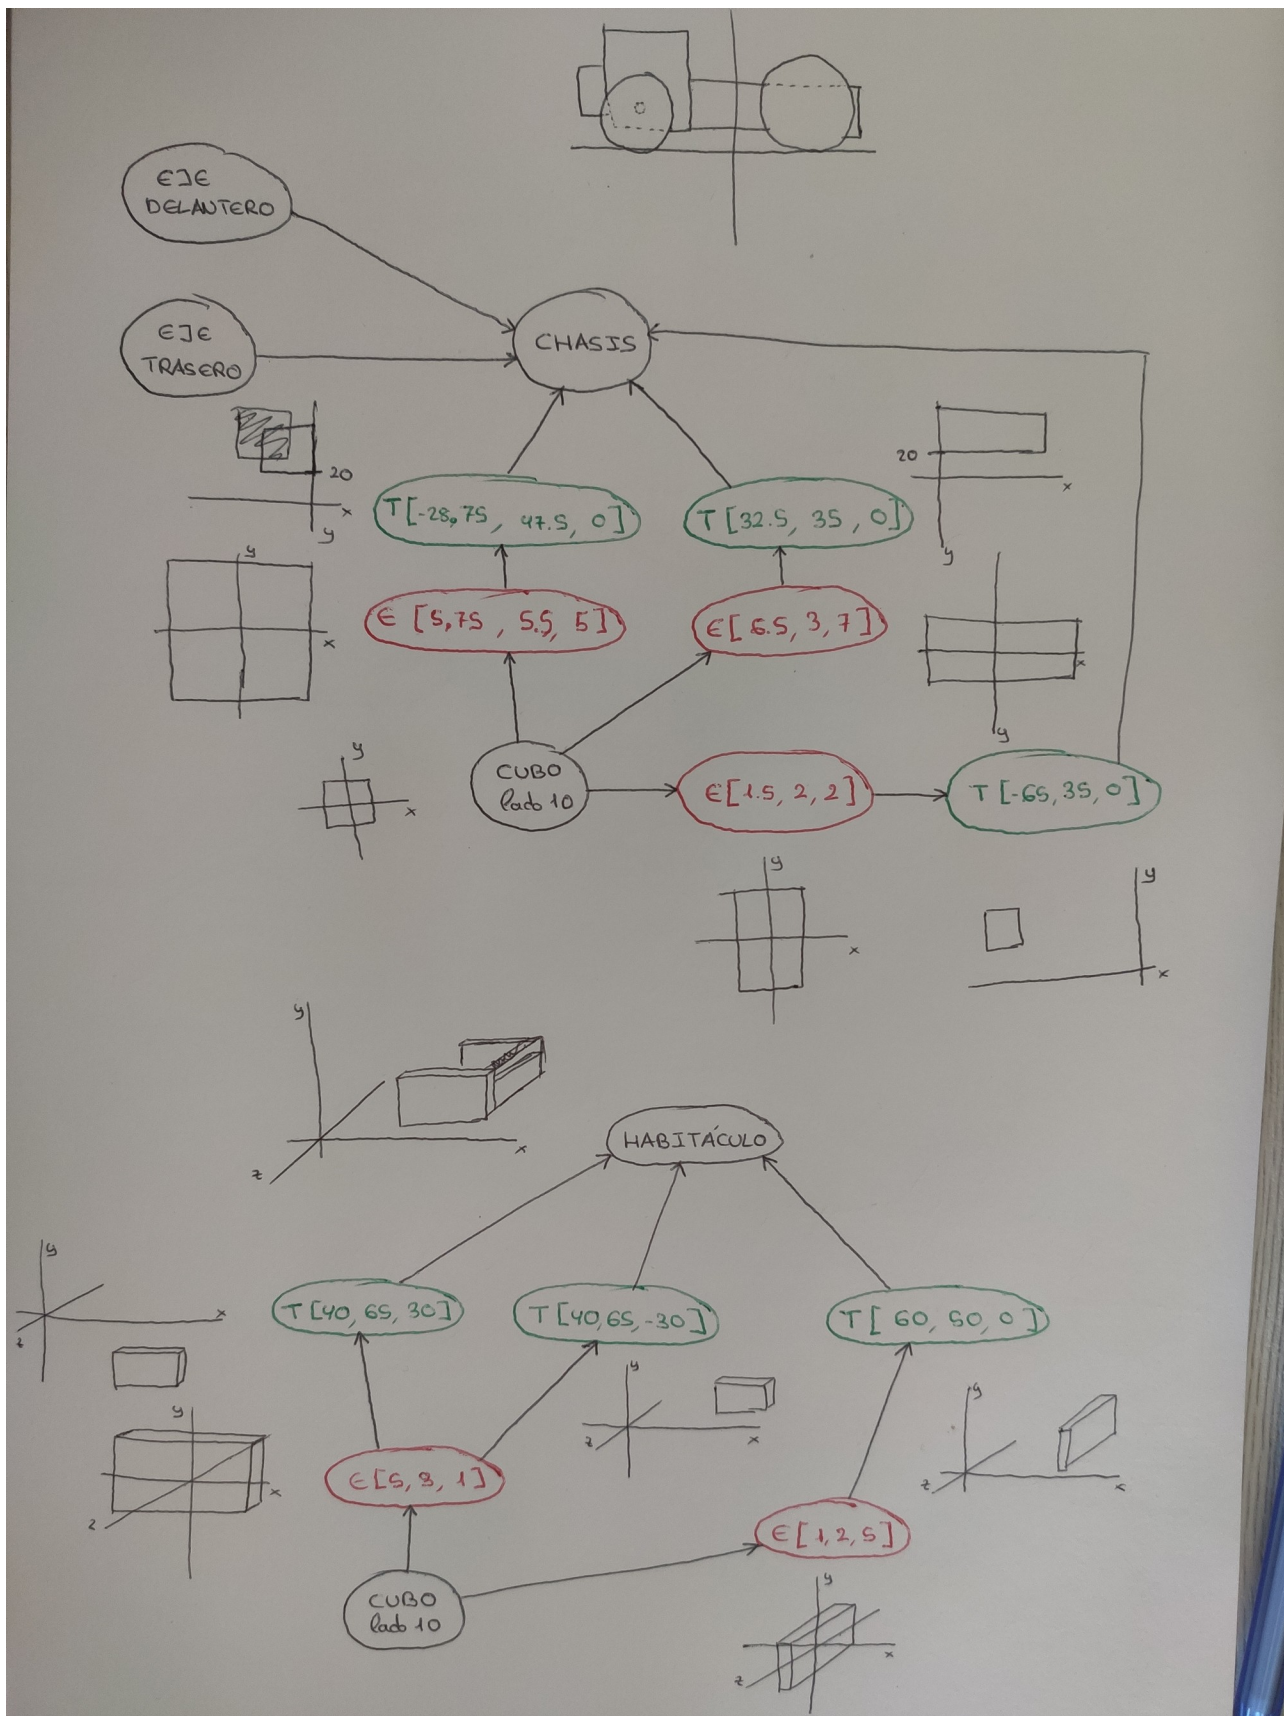 EJE
DELANTERO
EJE
TRASERO
CHASIS
20
x
y
20
x
y
T[-28,75, 47.5, 0]
T[32.5, 35, 0]
y
x
E [5,75, 5.5, 5]
E[6.5, 3, 7]
x
y
y
x
CUBO
lado 10
E[1.5, 2, 2]
T[-65, 35, 0]
y
x
y
x
y
x
z
HABITÁCULO
y
x
z
T[40, 65, 30]
T[40,65,-30]
T[60, 50, 0]
y
x
z
y
x
z
y
x
z
E[5, 3, 1]
E[1,2,5]
CUBO
lado 10
y
x
z